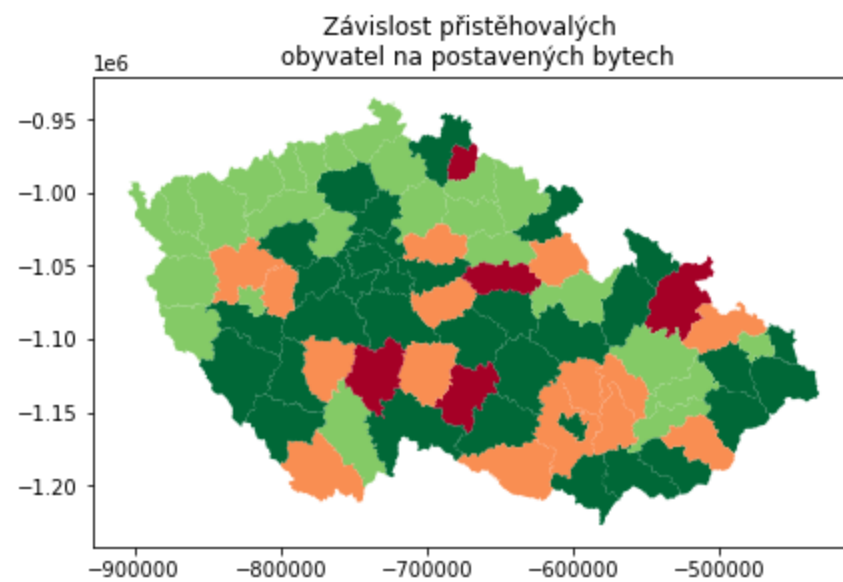 Závislost přistěhovalých
obyvatel na postavených bytech
1e6
−0.95
−1.00
−1.05
−1.10
−1.15
−1.20
−900000 −800000 −700000 −600000 −500000